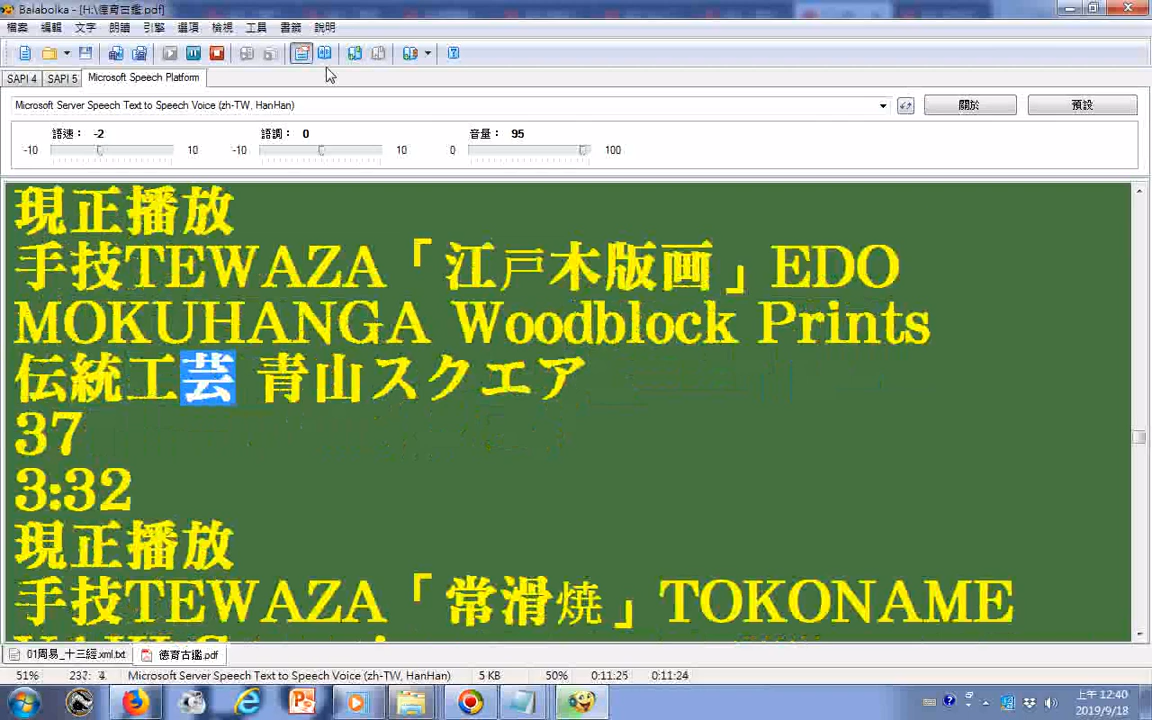 Balabolka - [H:\德育古鑑.pdf]
檔案 編輯 文字 朗讀 引擎 選項 檢視 工具 書籤 說明
SAPI 4 SAPI 5 Microsoft Speech Platform
Microsoft Server Speech Text to Speech Voice (zh-TW, HanHan) 關於 預設
語速： -2 語調： 0 音量： 95
-10 10 -10 10 0 100
現正播放
手技TEWAZA「江戸木版画」EDO
MOKUHANGA Woodblock Prints
伝統工芸 青山スクエア
37
3:32
現正播放
手技TEWAZA「常滑焼」TOKONAME
01周易_十三經.xml.txt 德育古鑑.pdf
51% 232: 4 Microsoft Server Speech Text to Speech Voice (zh-TW, HanHan) 5 KB 50% 0:11:25 0:11:24
上午 12:40
2019/9/18